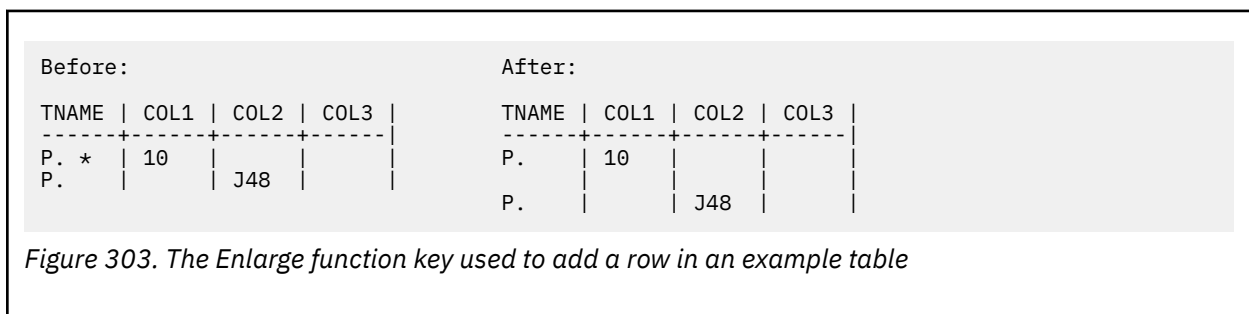 Before:                                 After:
TNAME | COL1 | COL2 | COL3 |            TNAME | COL1 | COL2 | COL3 |
------+------+------+------|            ------+------+------+------|
P. *  | 10   |      |      |            P.    | 10   |      |      |
P.    |      | J48  |      |                  |      |      |      |
                                        P.    |      | J48  |      |
Figure 303. The Enlarge function key used to add a row in an example table